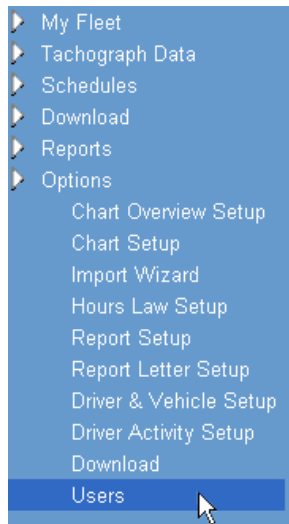 My Fleet
Tachograph Data
Schedules
Download
Reports
Options
Chart Overview Setup
Chart Setup
Import Wizard
Hours Law Setup
Report Setup
Report Letter Setup
Driver & Vehicle Setup
Driver Activity Setup
Download
Users